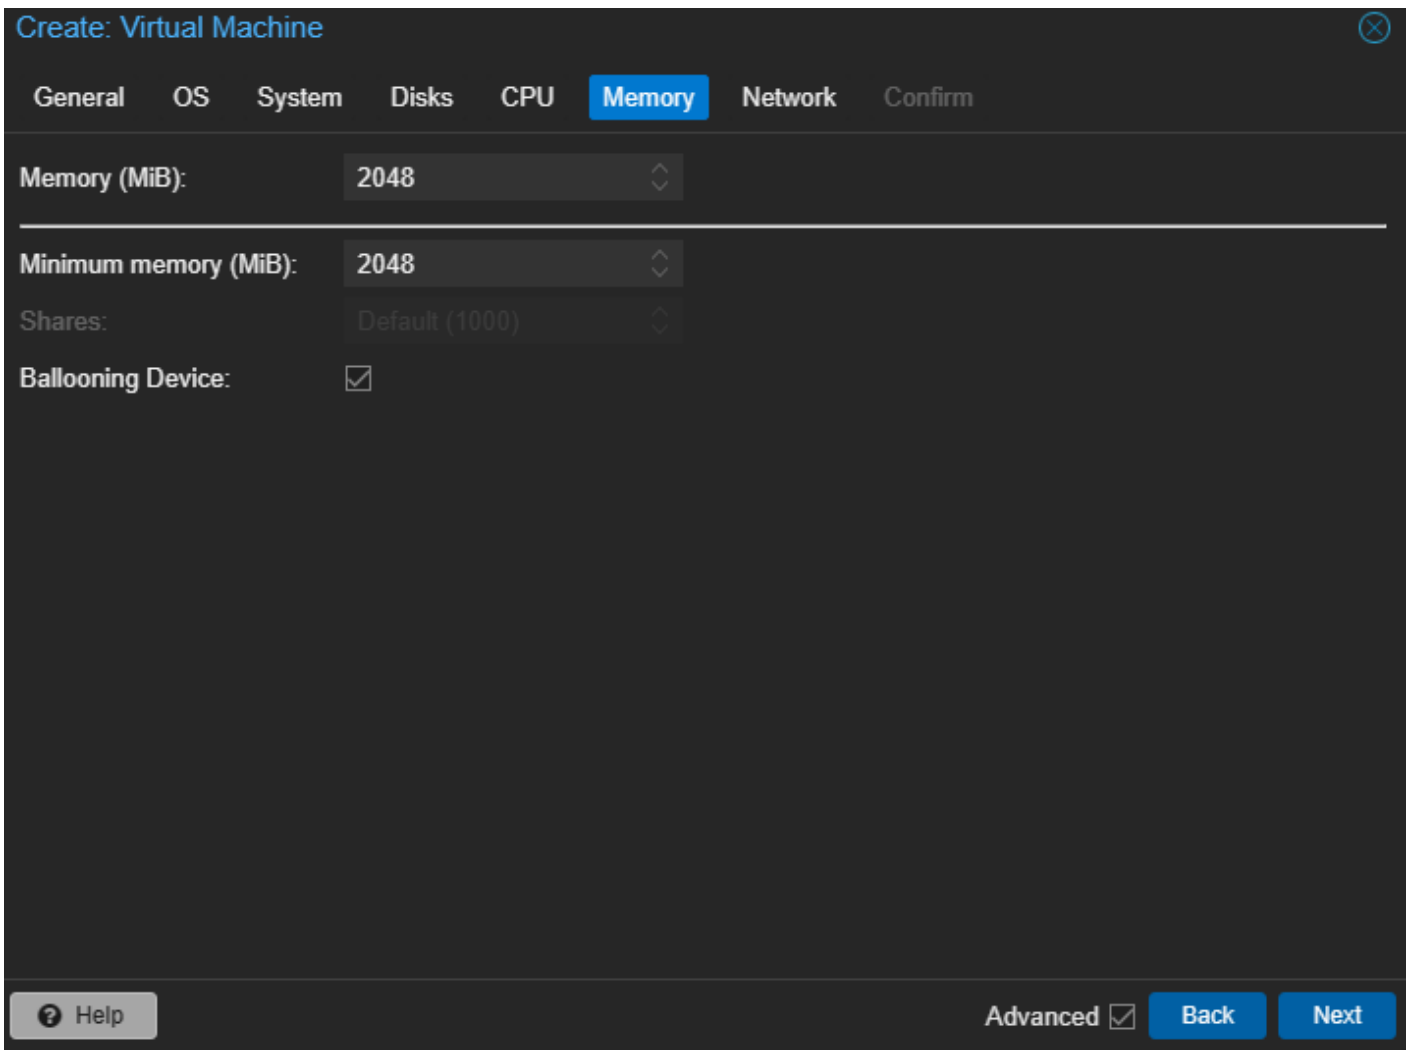 Create: Virtual Machine
General OS System Disks CPU Memory Network Confirm
Memory (MiB): 2048
Minimum memory (MiB): 2048
Shares: Default (1000)
Ballooning Device:
Help Advanced Back Next